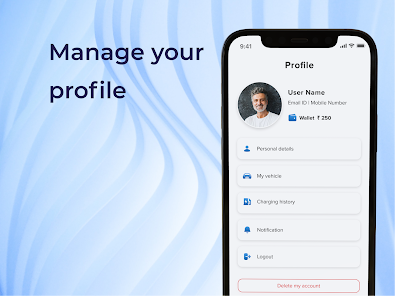 Manage your
profile
9:41
Profile
User Name
Email ID | Mobile Number
Wallet ₹ 250
Personal details
My vehicle
Charging history
Notification
Logout
Delete my account